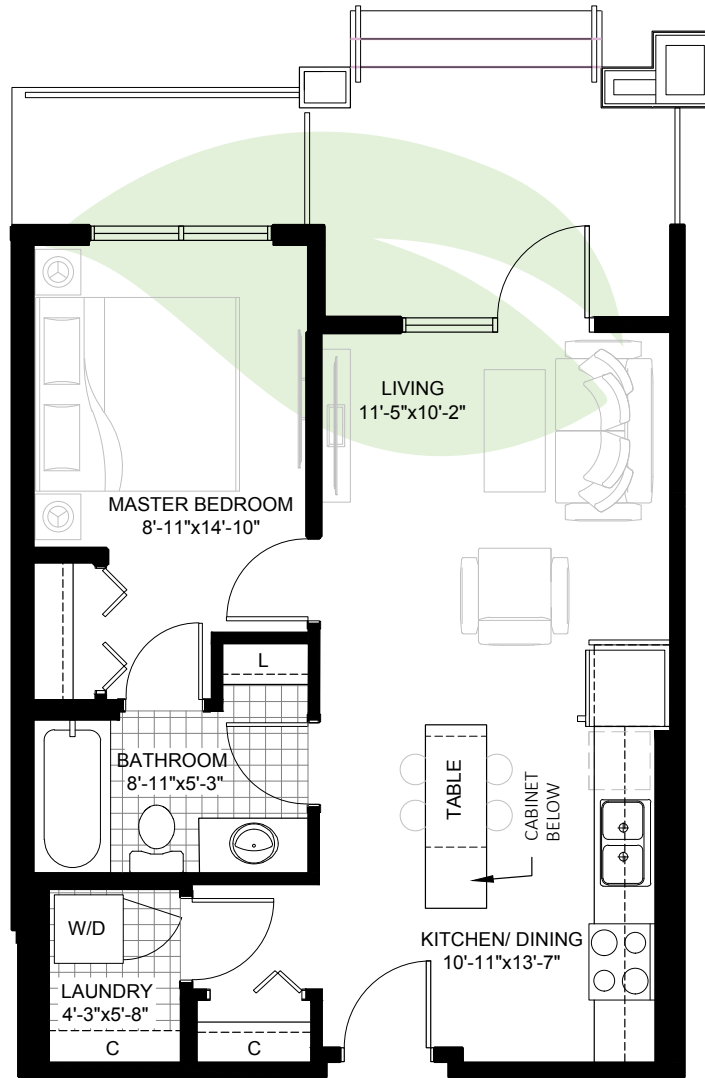 LIVING
11'-5"x10'-2"
MASTER BEDROOM
8'-11"x14'-10"
L
BATHROOM
8'-11"x5'-3"
TABLE
CABINET
BELOW
W/D
KITCHEN/ DINING
10'-11"x13'-7"
LAUNDRY
4'-3"x5'-8"
C
C